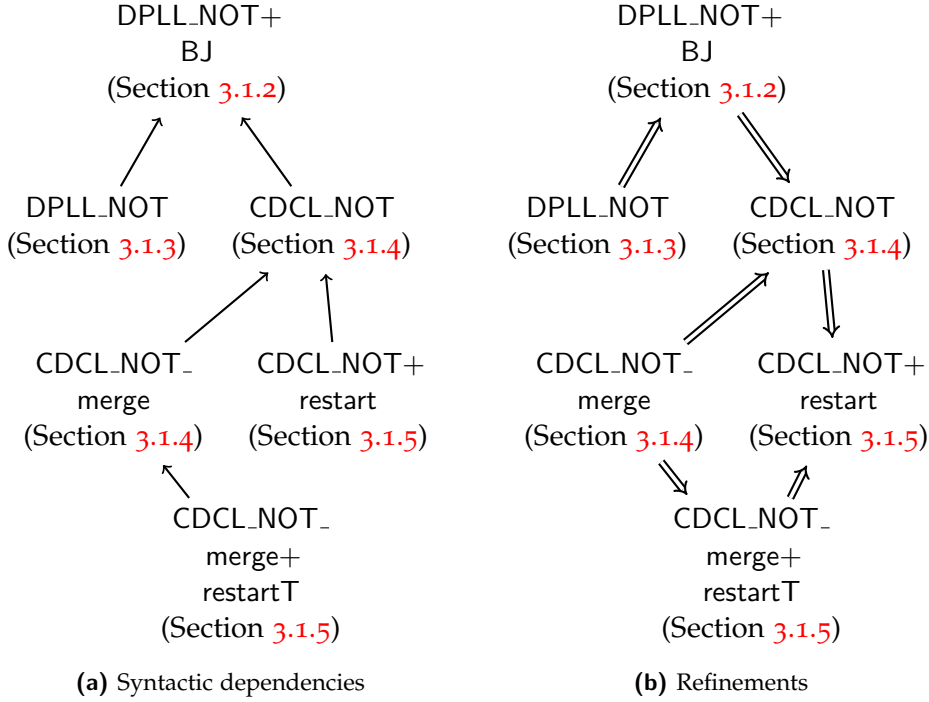 DPLL_NOT+
BJ
(Section 3.1.2)
DPLL_NOT
(Section 3.1.3)
CDCL_NOT
(Section 3.1.4)
CDCL_NOT_
merge
(Section 3.1.4)
CDCL_NOT+
restart
(Section 3.1.5)
CDCL_NOT_
merge+
restartT
(Section 3.1.5)
(a) Syntactic dependencies
DPLL_NOT+
BJ
(Section 3.1.2)
DPLL_NOT
(Section 3.1.3)
CDCL_NOT
(Section 3.1.4)
CDCL_NOT_
merge
(Section 3.1.4)
CDCL_NOT+
restart
(Section 3.1.5)
CDCL_NOT_
merge+
restartT
(Section 3.1.5)
(b) Refinements